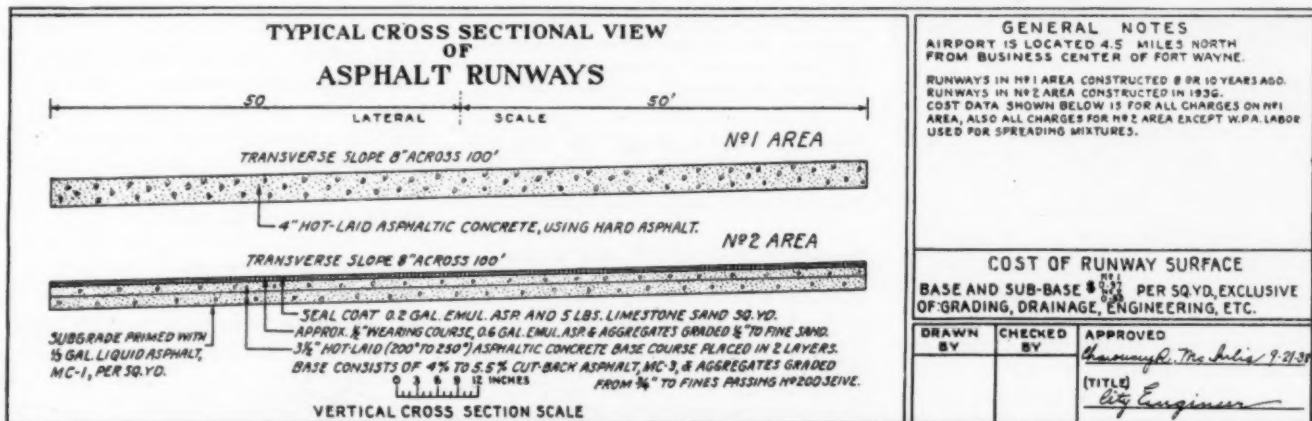 TYPICAL CROSS SECTIONAL VIEW
OF
ASPHALT RUNWAYS
50 50'
LATERAL SCALE
Nº1 AREA
TRANSVERSE SLOPE 8" ACROSS 100'
4" HOT-LAID ASPHALTIC CONCRETE, USING HARD ASPHALT.
Nº2 AREA
TRANSVERSE SLOPE 8" ACROSS 100'
SEAL COAT 0.2 GAL. EMUL. ASP. AND 5 LBS. LIMESTONE SAND SQ. YD.
APPROX. ½" WEARING COURSE, 0.6 GAL. EMUL. ASP. & AGGREGATES GRADED ½" TO FINE SAND.
3½" HOT-LAID (200° TO 250°) ASPHALTIC CONCRETE BASE COURSE PLACED IN 2 LAYERS.
BASE CONSISTS OF 4% TO 5.5% CUT-BACK ASPHALT, MC-3, & AGGREGATES GRADED
FROM ¾" TO FINES PASSING Nº200 SEIVE.
SUBGRADE PRIMED WITH
GAL. LIQUID ASPHALT,
MC-1, PER SQ. YD.
0 3 6 9 12 INCHES
VERTICAL CROSS SECTION SCALE
GENERAL NOTES
AIRPORT IS LOCATED 4.5 MILES NORTH
FROM BUSINESS CENTER OF FORT WAYNE.
RUNWAYS IN Nº1 AREA CONSTRUCTED 8 OR 10 YEARS AGO.
RUNWAYS IN Nº2 AREA CONSTRUCTED IN 1936.
COST DATA SHOWN BELOW IS FOR ALL CHARGES ON Nº1
AREA, ALSO ALL CHARGES FOR Nº2 AREA EXCEPT W.P.A. LABOR
USED FOR SPREADING MIXTURES.
COST OF RUNWAY SURFACE
BASE AND SUB-BASE $ PER SQ. YD., EXCLUSIVE
OF GRADING, DRAINAGE, ENGINEERING, ETC.
DRAWN
BY
CHECKED
BY
APPROVED
(TITLE)
City Engineer